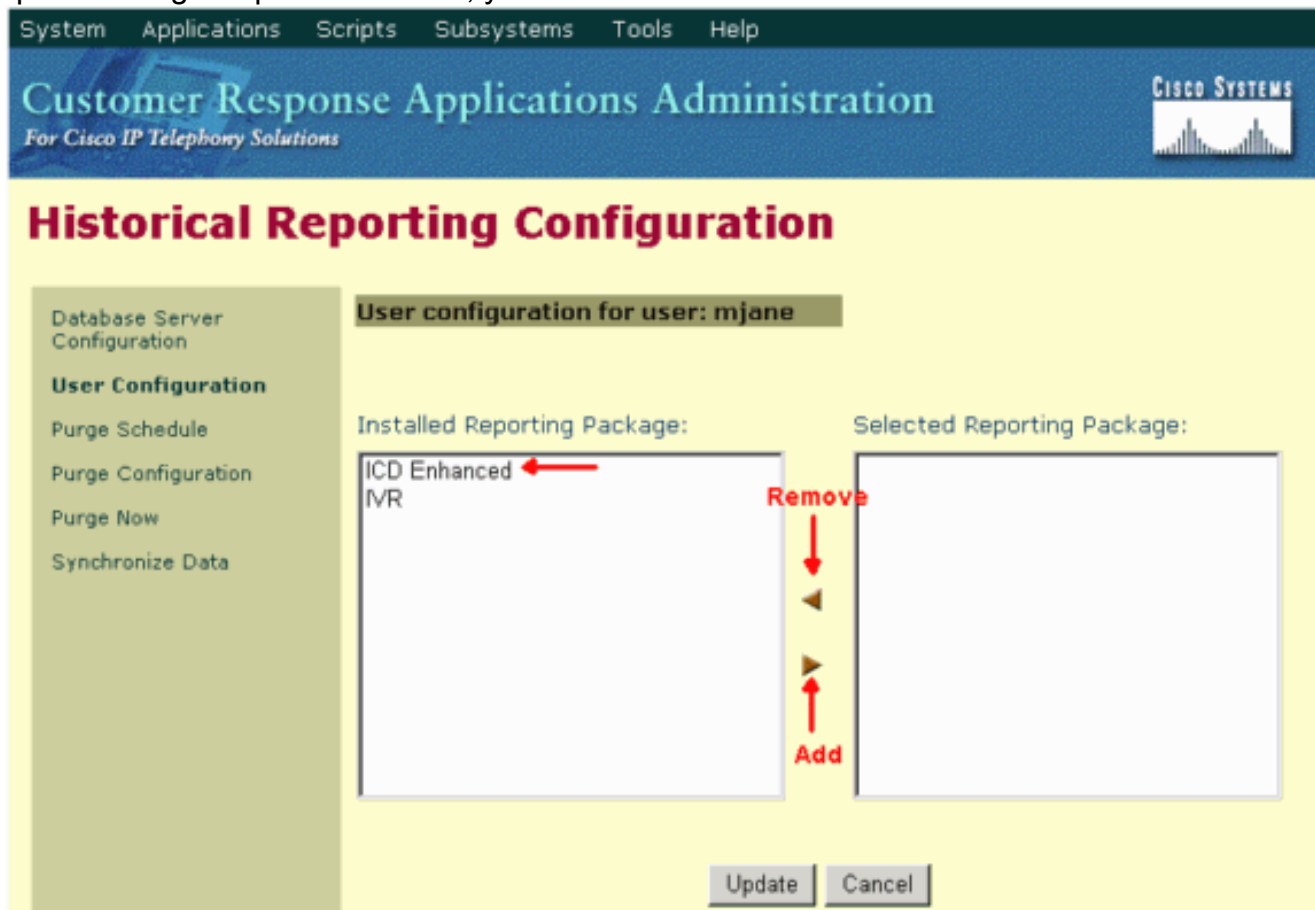 System Applications Scripts Subsystems Tools Help
Customer Response Applications Administration
For Cisco IP Telephony Solutions
CISCO SYSTEMS
Historical Reporting Configuration
Database Server
Configuration
User Configuration
Purge Schedule
Purge Configuration
Purge Now
Synchronize Data
User configuration for user: mjane
Installed Reporting Package:
Selected Reporting Package:
ICD Enhanced
IVR
Remove
Add
Update Cancel